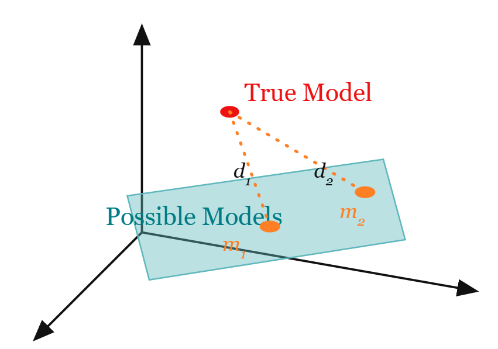 True Model
d₁
d₂
Possible Models
m₂
m₁